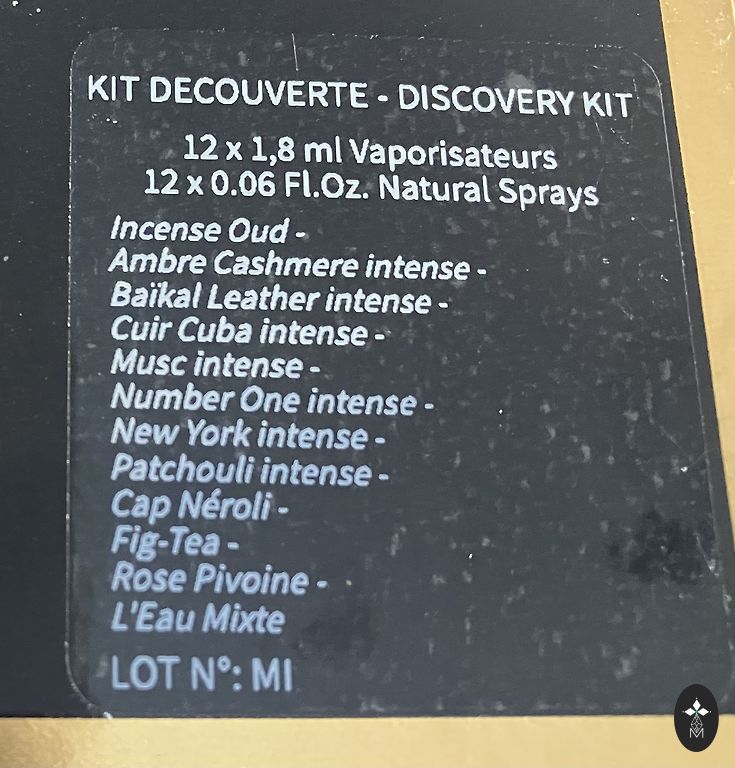 KIT DECOUVERTE - DISCOVERY KIT
12 x 1,8 ml Vaporisateurs
12 x 0.06 Fl.Oz. Natural Sprays
Incense Oud -
Ambre Cashmere intense -
Baïkal Leather intense -
Cuir Cuba intense -
Musc intense -
Number One intense -
New York intense -
Patchouli intense -
Cap Néroli -
Fig-Tea -
Rose Pivoine -
L'Eau Mixte
LOT N°: MI
M